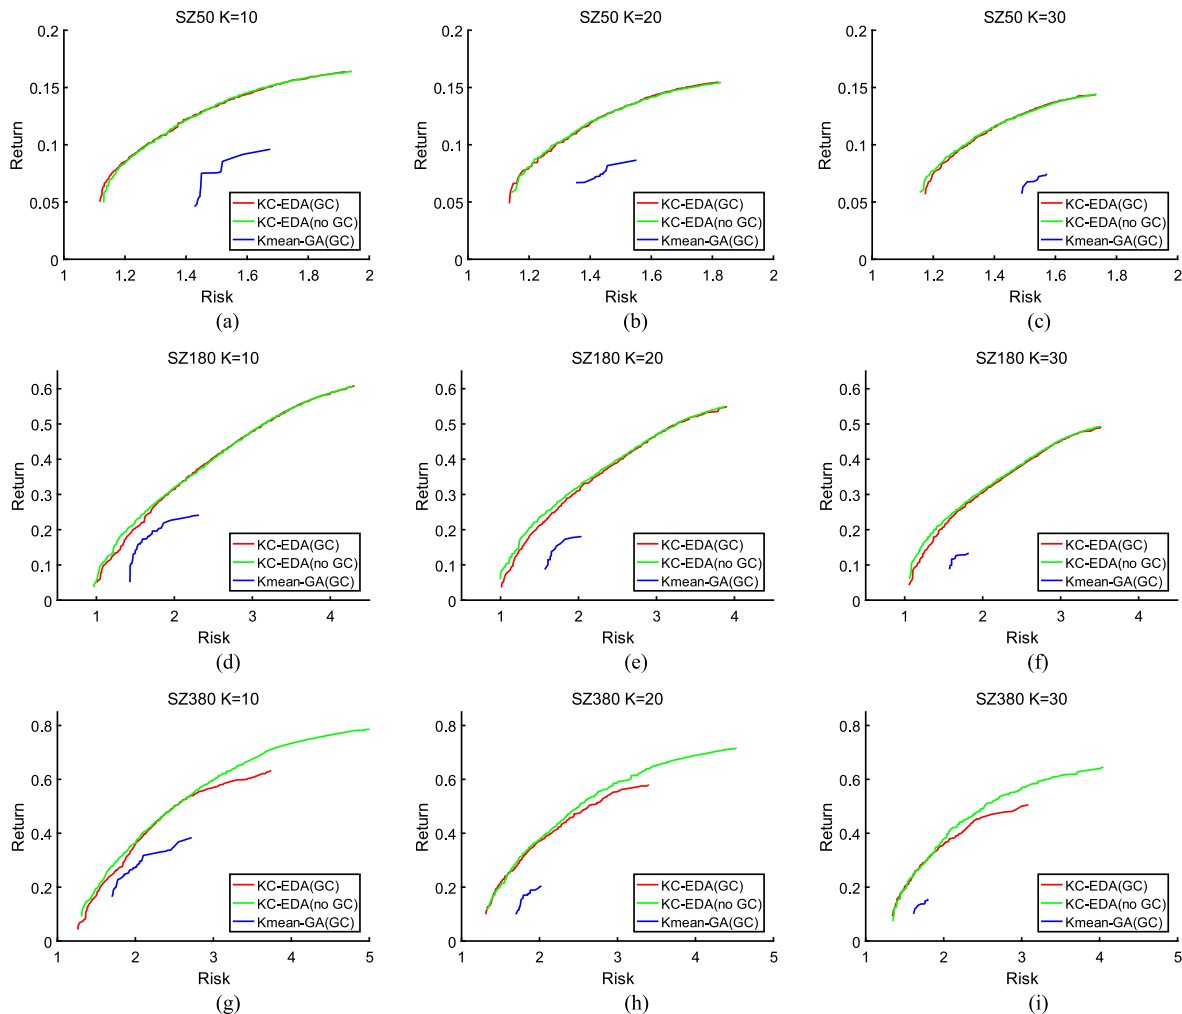 SZ50 K=10
0.2
0.15
0.1
0.05
0
Return
KC-EDA(GC)
KC-EDA(no GC)
Kmean-GA(GC)
1 1.2 1.4 1.6 1.8 2
Risk
(a)
SZ50 K=20
0.2
0.15
0.1
0.05
0
Return
KC-EDA(GC)
KC-EDA(no GC)
Kmean-GA(GC)
1 1.2 1.4 1.6 1.8 2
Risk
(b)
SZ50 K=30
0.2
0.15
0.1
0.05
0
Return
KC-EDA(GC)
KC-EDA(no GC)
Kmean-GA(GC)
1 1.2 1.4 1.6 1.8 2
Risk
(c)
SZ180 K=10
0.6
0.5
0.4
0.3
0.2
0.1
0
Return
KC-EDA(GC)
KC-EDA(no GC)
Kmean-GA(GC)
1 2 3 4
Risk
(d)
SZ180 K=20
0.6
0.5
0.4
0.3
0.2
0.1
0
Return
KC-EDA(GC)
KC-EDA(no GC)
Kmean-GA(GC)
1 2 3 4
Risk
(e)
SZ180 K=30
0.6
0.5
0.4
0.3
0.2
0.1
0
Return
KC-EDA(GC)
KC-EDA(no GC)
Kmean-GA(GC)
1 2 3 4
Risk
(f)
SZ380 K=10
0.8
0.6
0.4
0.2
0
Return
KC-EDA(GC)
KC-EDA(no GC)
Kmean-GA(GC)
1 2 3 4 5
Risk
(g)
SZ380 K=20
0.8
0.6
0.4
0.2
0
Return
KC-EDA(GC)
KC-EDA(no GC)
Kmean-GA(GC)
1 2 3 4 5
Risk
(h)
SZ380 K=30
0.8
0.6
0.4
0.2
0
Return
KC-EDA(GC)
KC-EDA(no GC)
Kmean-GA(GC)
1 2 3 4 5
Risk
(i)